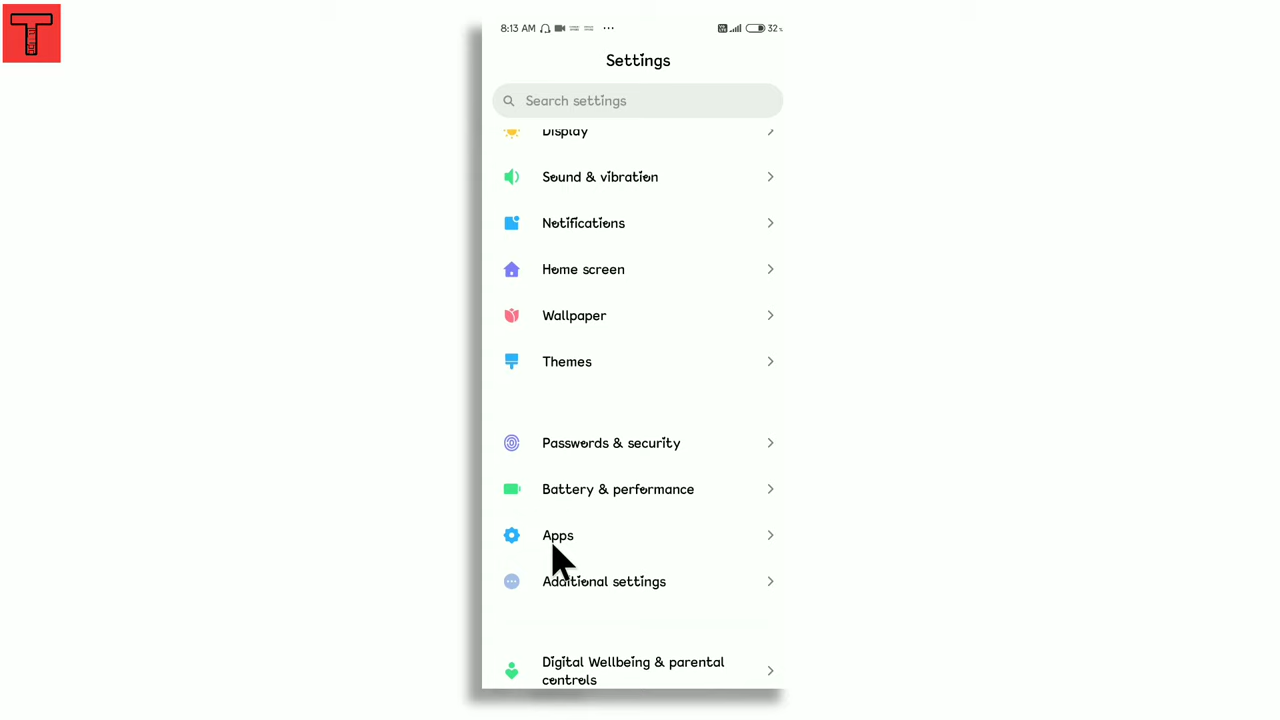 T
8:13 AM
32%
Settings
Search settings
Display
Sound & vibration
Notifications
Home screen
Wallpaper
Themes
Passwords & security
Battery & performance
Apps
Additional settings
Digital Wellbeing & parental
controls